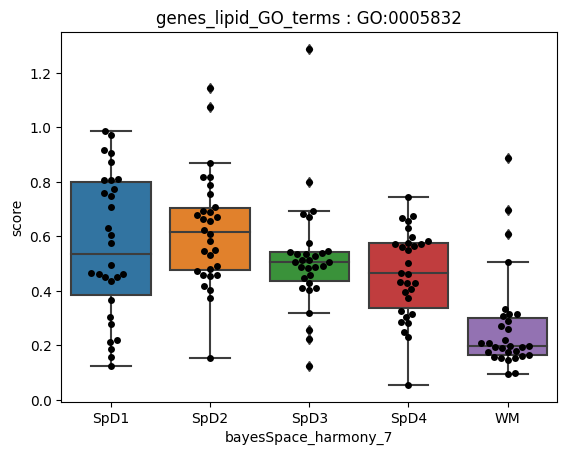 genes_lipid_GO_terms : GO:0005832
1.2
1.0
0.8
0.6
0.4
0.2
0.0
score
SpD1 SpD2 SpD3 SpD4 WM
bayesSpace_harmony_7